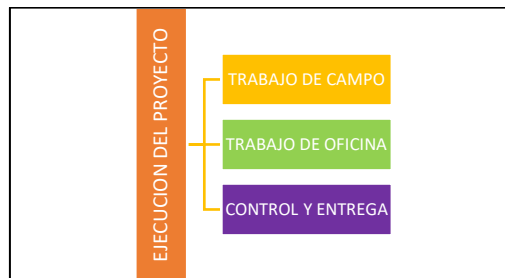 EJECUCION DEL PROYECTO
TRABAJO DE CAMPO
TRABAJO DE OFICINA
CONTROL Y ENTREGA